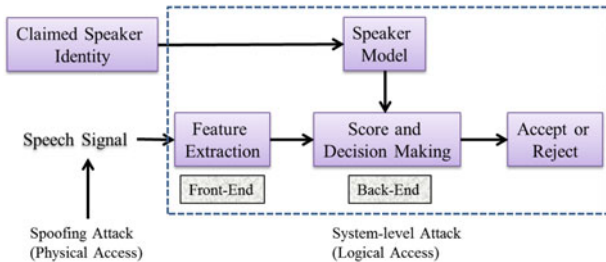 Claimed Speaker
Identity
Speaker
Model
Speech Signal
Feature
Extraction
Score and
Decision Making
Accept or
Reject
Front-End
Back-End
Spoofing Attack
(Physical Access)
System-level Attack
(Logical Access)